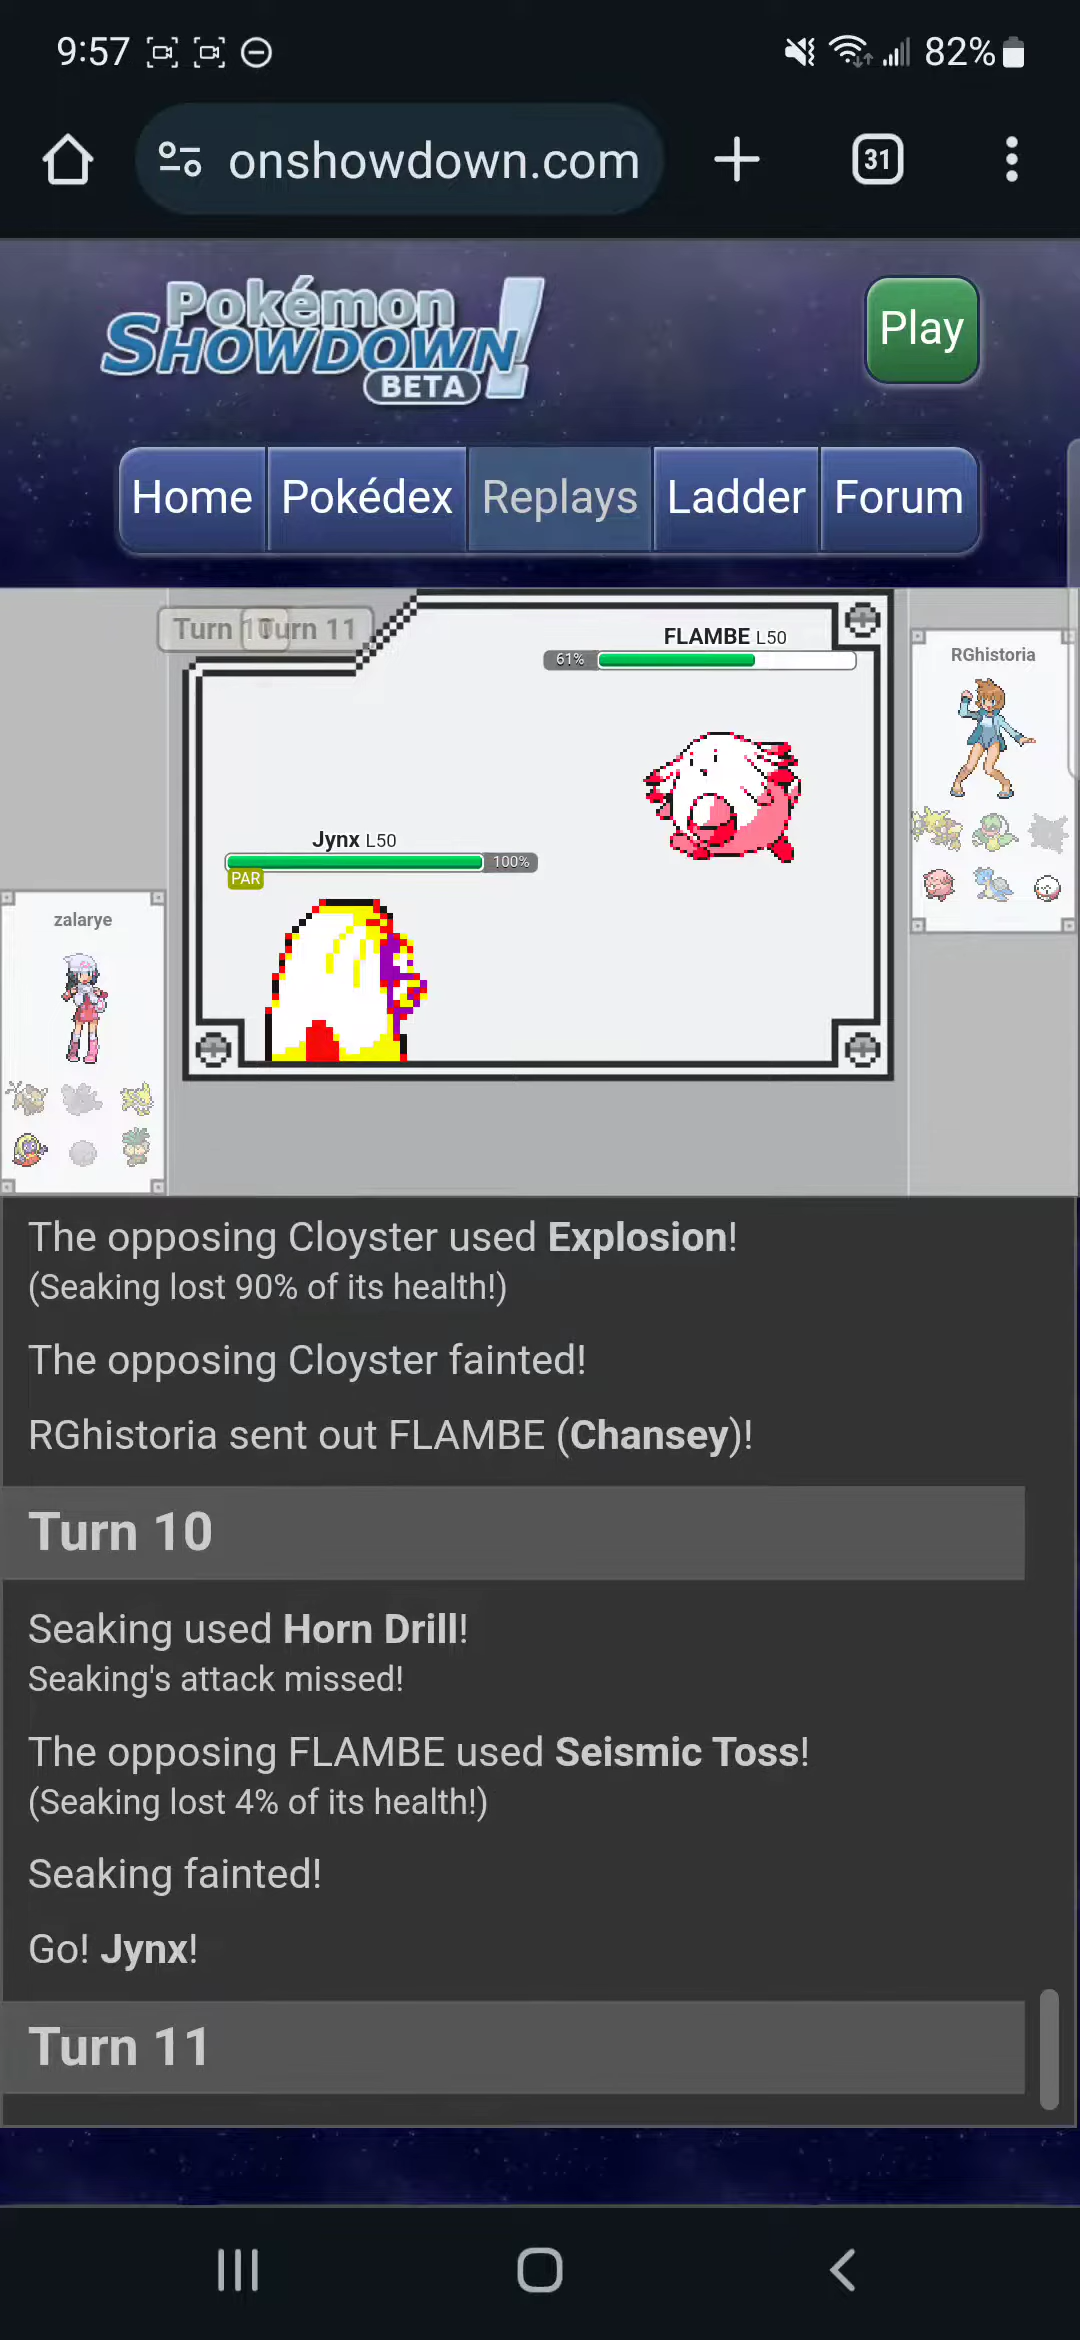 9:57
82%
onshowdown.com
31
Pokémon
SHOWDOWN!
BETA
Play
Home
Pokédex
Replays
Ladder
Forum
Turn 10
Turn 11
FLAMBE L50
61%
RGhistoria
Jynx L50
100%
PAR
zalarye
The opposing Cloyster used Explosion!
(Seaking lost 90% of its health!)
The opposing Cloyster fainted!
RGhistoria sent out FLAMBE (Chansey)!
Turn 10
Seaking used Horn Drill!
Seaking's attack missed!
The opposing FLAMBE used Seismic Toss!
(Seaking lost 4% of its health!)
Seaking fainted!
Go! Jynx!
Turn 11